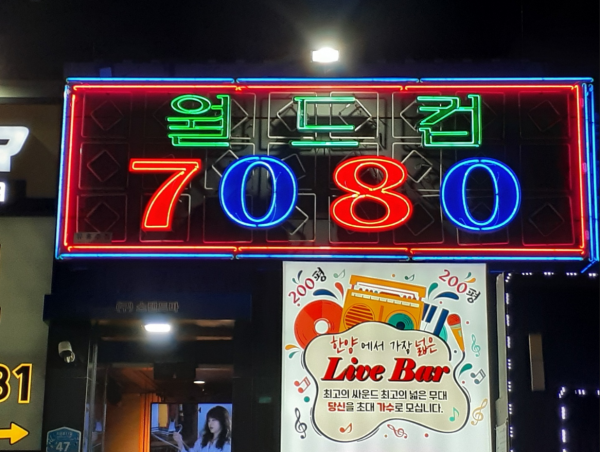 월드컵
7080
200평
200평
한양에서 가장 넓은
Live Bar
최고의 싸운드 최고의 넓은 무대
당신을 초대 가수로 모십니다.
31
47